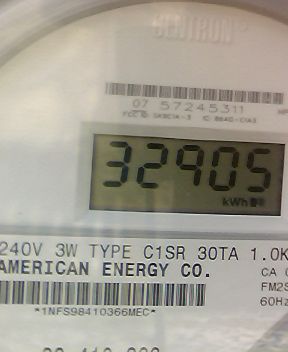 CENTRON
07 57245311
32905
kWh
240V 3W TYPE C1SR 30TA 1.0K
AMERICAN ENERGY CO.
CA
FM2S
60Hz
*1NFS98410366MEC*